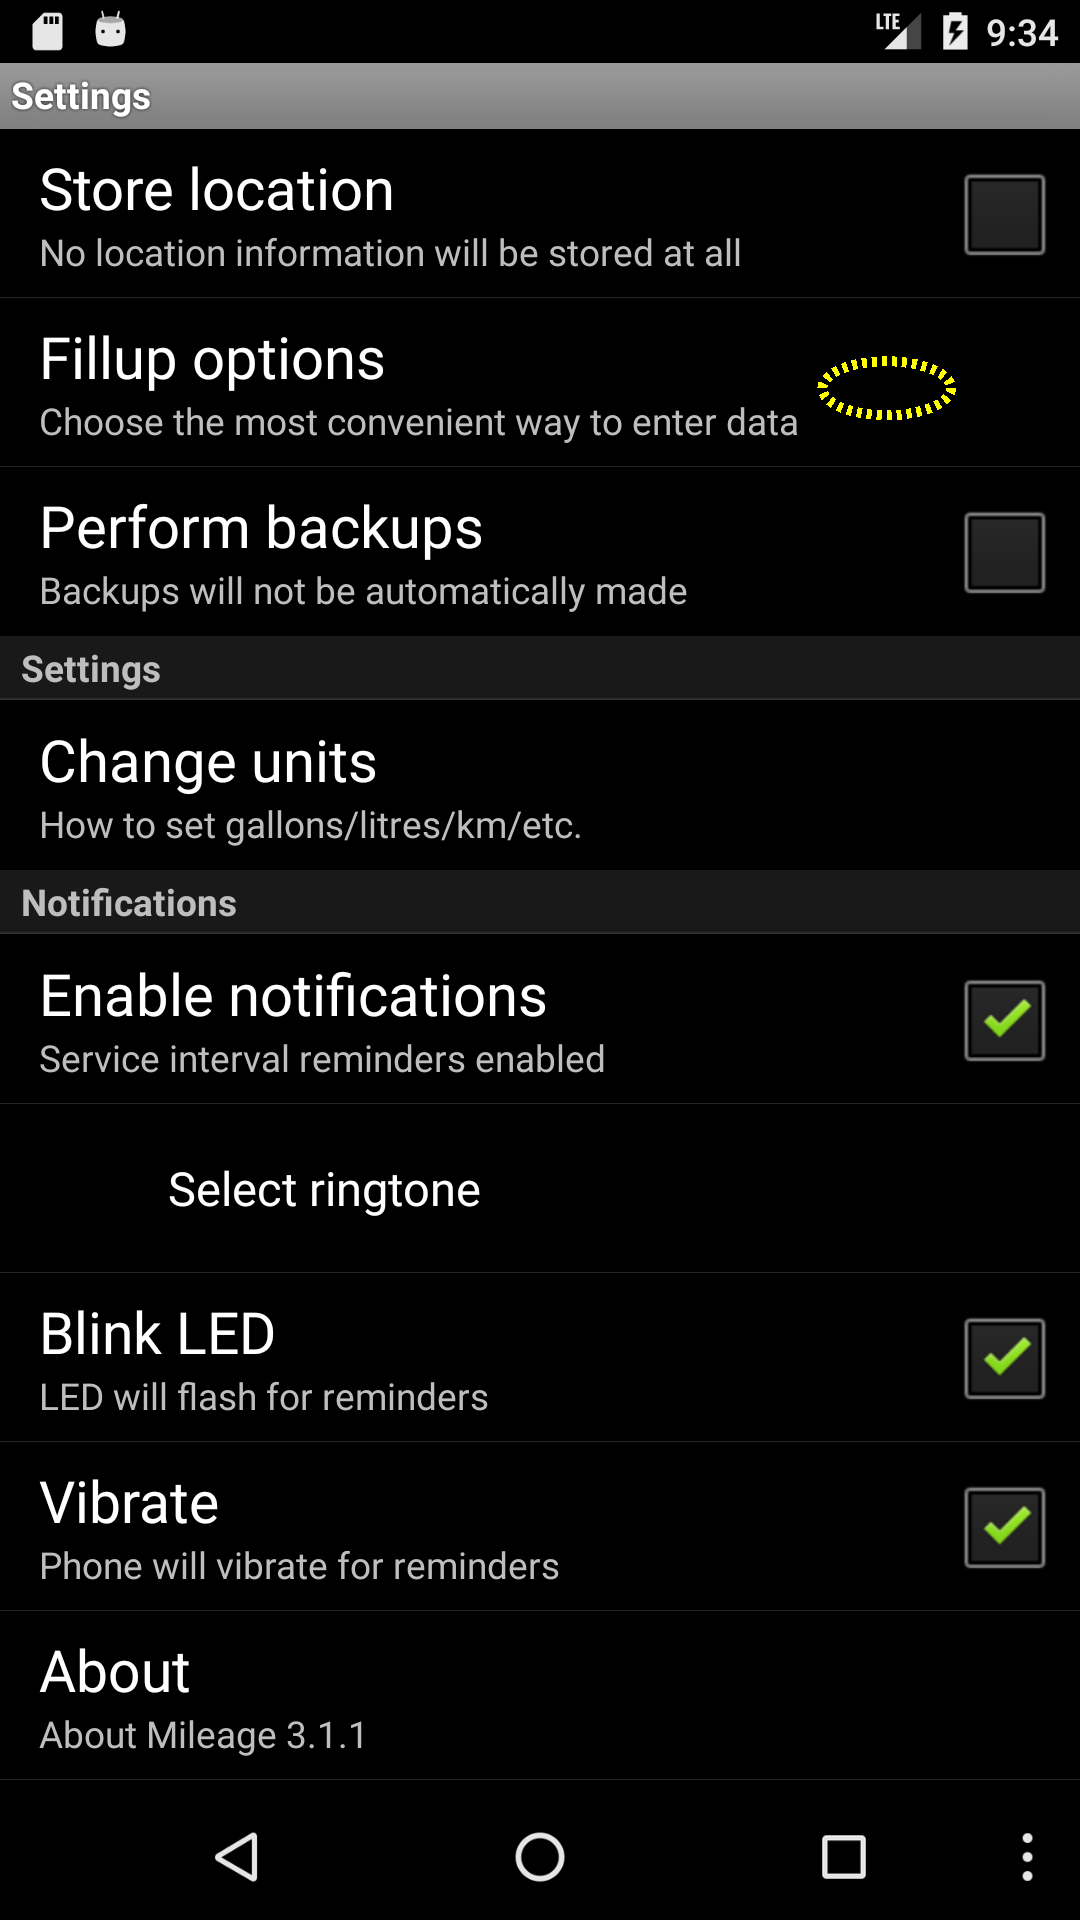 LTE 9:34
Settings
Store location
No location information will be stored at all
Fillup options
Choose the most convenient way to enter data
Perform backups
Backups will not be automatically made
Settings
Change units
How to set gallons/litres/km/etc.
Notifications
Enable notifications
Service interval reminders enabled
Select ringtone
Blink LED
LED will flash for reminders
Vibrate
Phone will vibrate for reminders
About
About Mileage 3.1.1